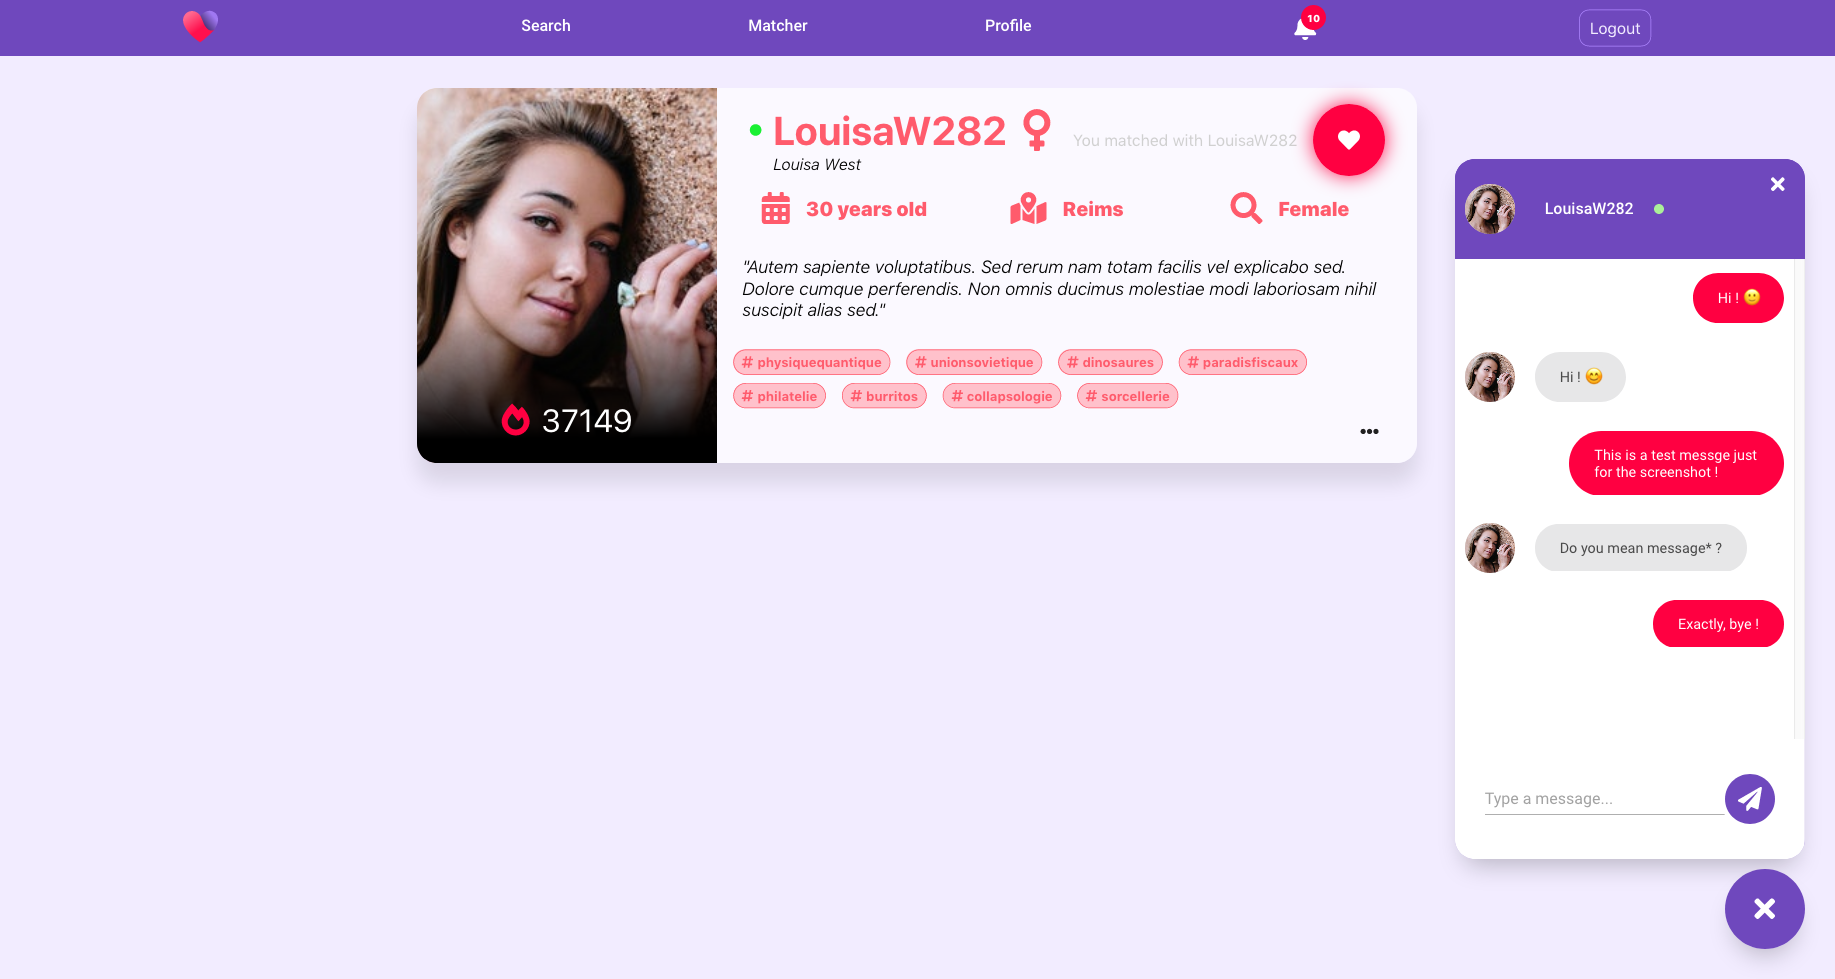 Search
Matcher
Profile
10
Logout
LouisaW282
You matched with LouisaW282
Louisa West
30 years old
Reims
Female
"Autem sapiente voluptatibus. Sed rerum nam totam facilis vel explicabo sed.
Dolore cumque perferendis. Non omnis ducimus molestiae modi laboriosam nihil
suscipit alias sed."
# physiquequantique
# unionsovietique
# dinosaures
# paradisfiscaux
# philatelie
# burritos
# collapsologie
# sorcellerie
37149
•••
LouisaW282
Hi ! 🙂
Hi ! 😊
This is a test messge just
for the screenshot !
Do you mean message* ?
Exactly, bye !
Type a message...